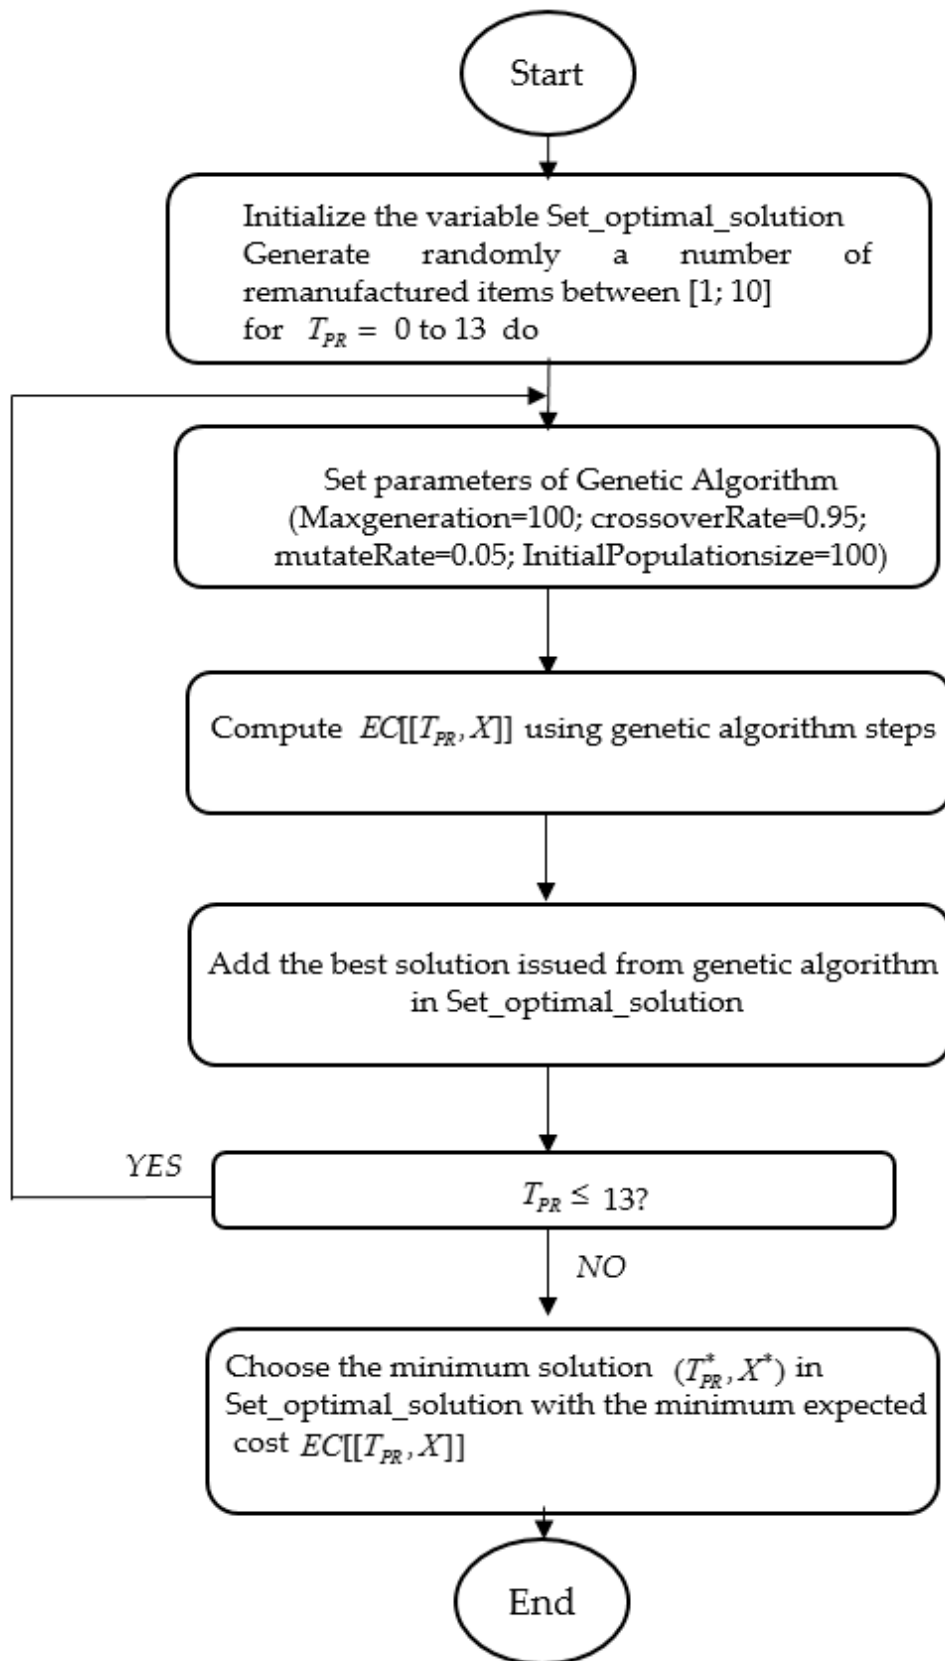 Start
Initialize the variable Set_optimal_solution
Generate randomly a number of
remanufactured items between [1; 10]
for T_PR = 0 to 13 do
Set parameters of Genetic Algorithm
(Maxgeneration=100; crossoverRate=0.95;
mutateRate=0.05; InitialPopulationsize=100)
Compute EC[[T_PR, X]] using genetic algorithm steps
Add the best solution issued from genetic algorithm
in Set_optimal_solution
YES
T_PR ≤ 13?
NO
Choose the minimum solution (T*_PR, X*) in
Set_optimal_solution with the minimum expected
cost EC[[T_PR, X]]
End